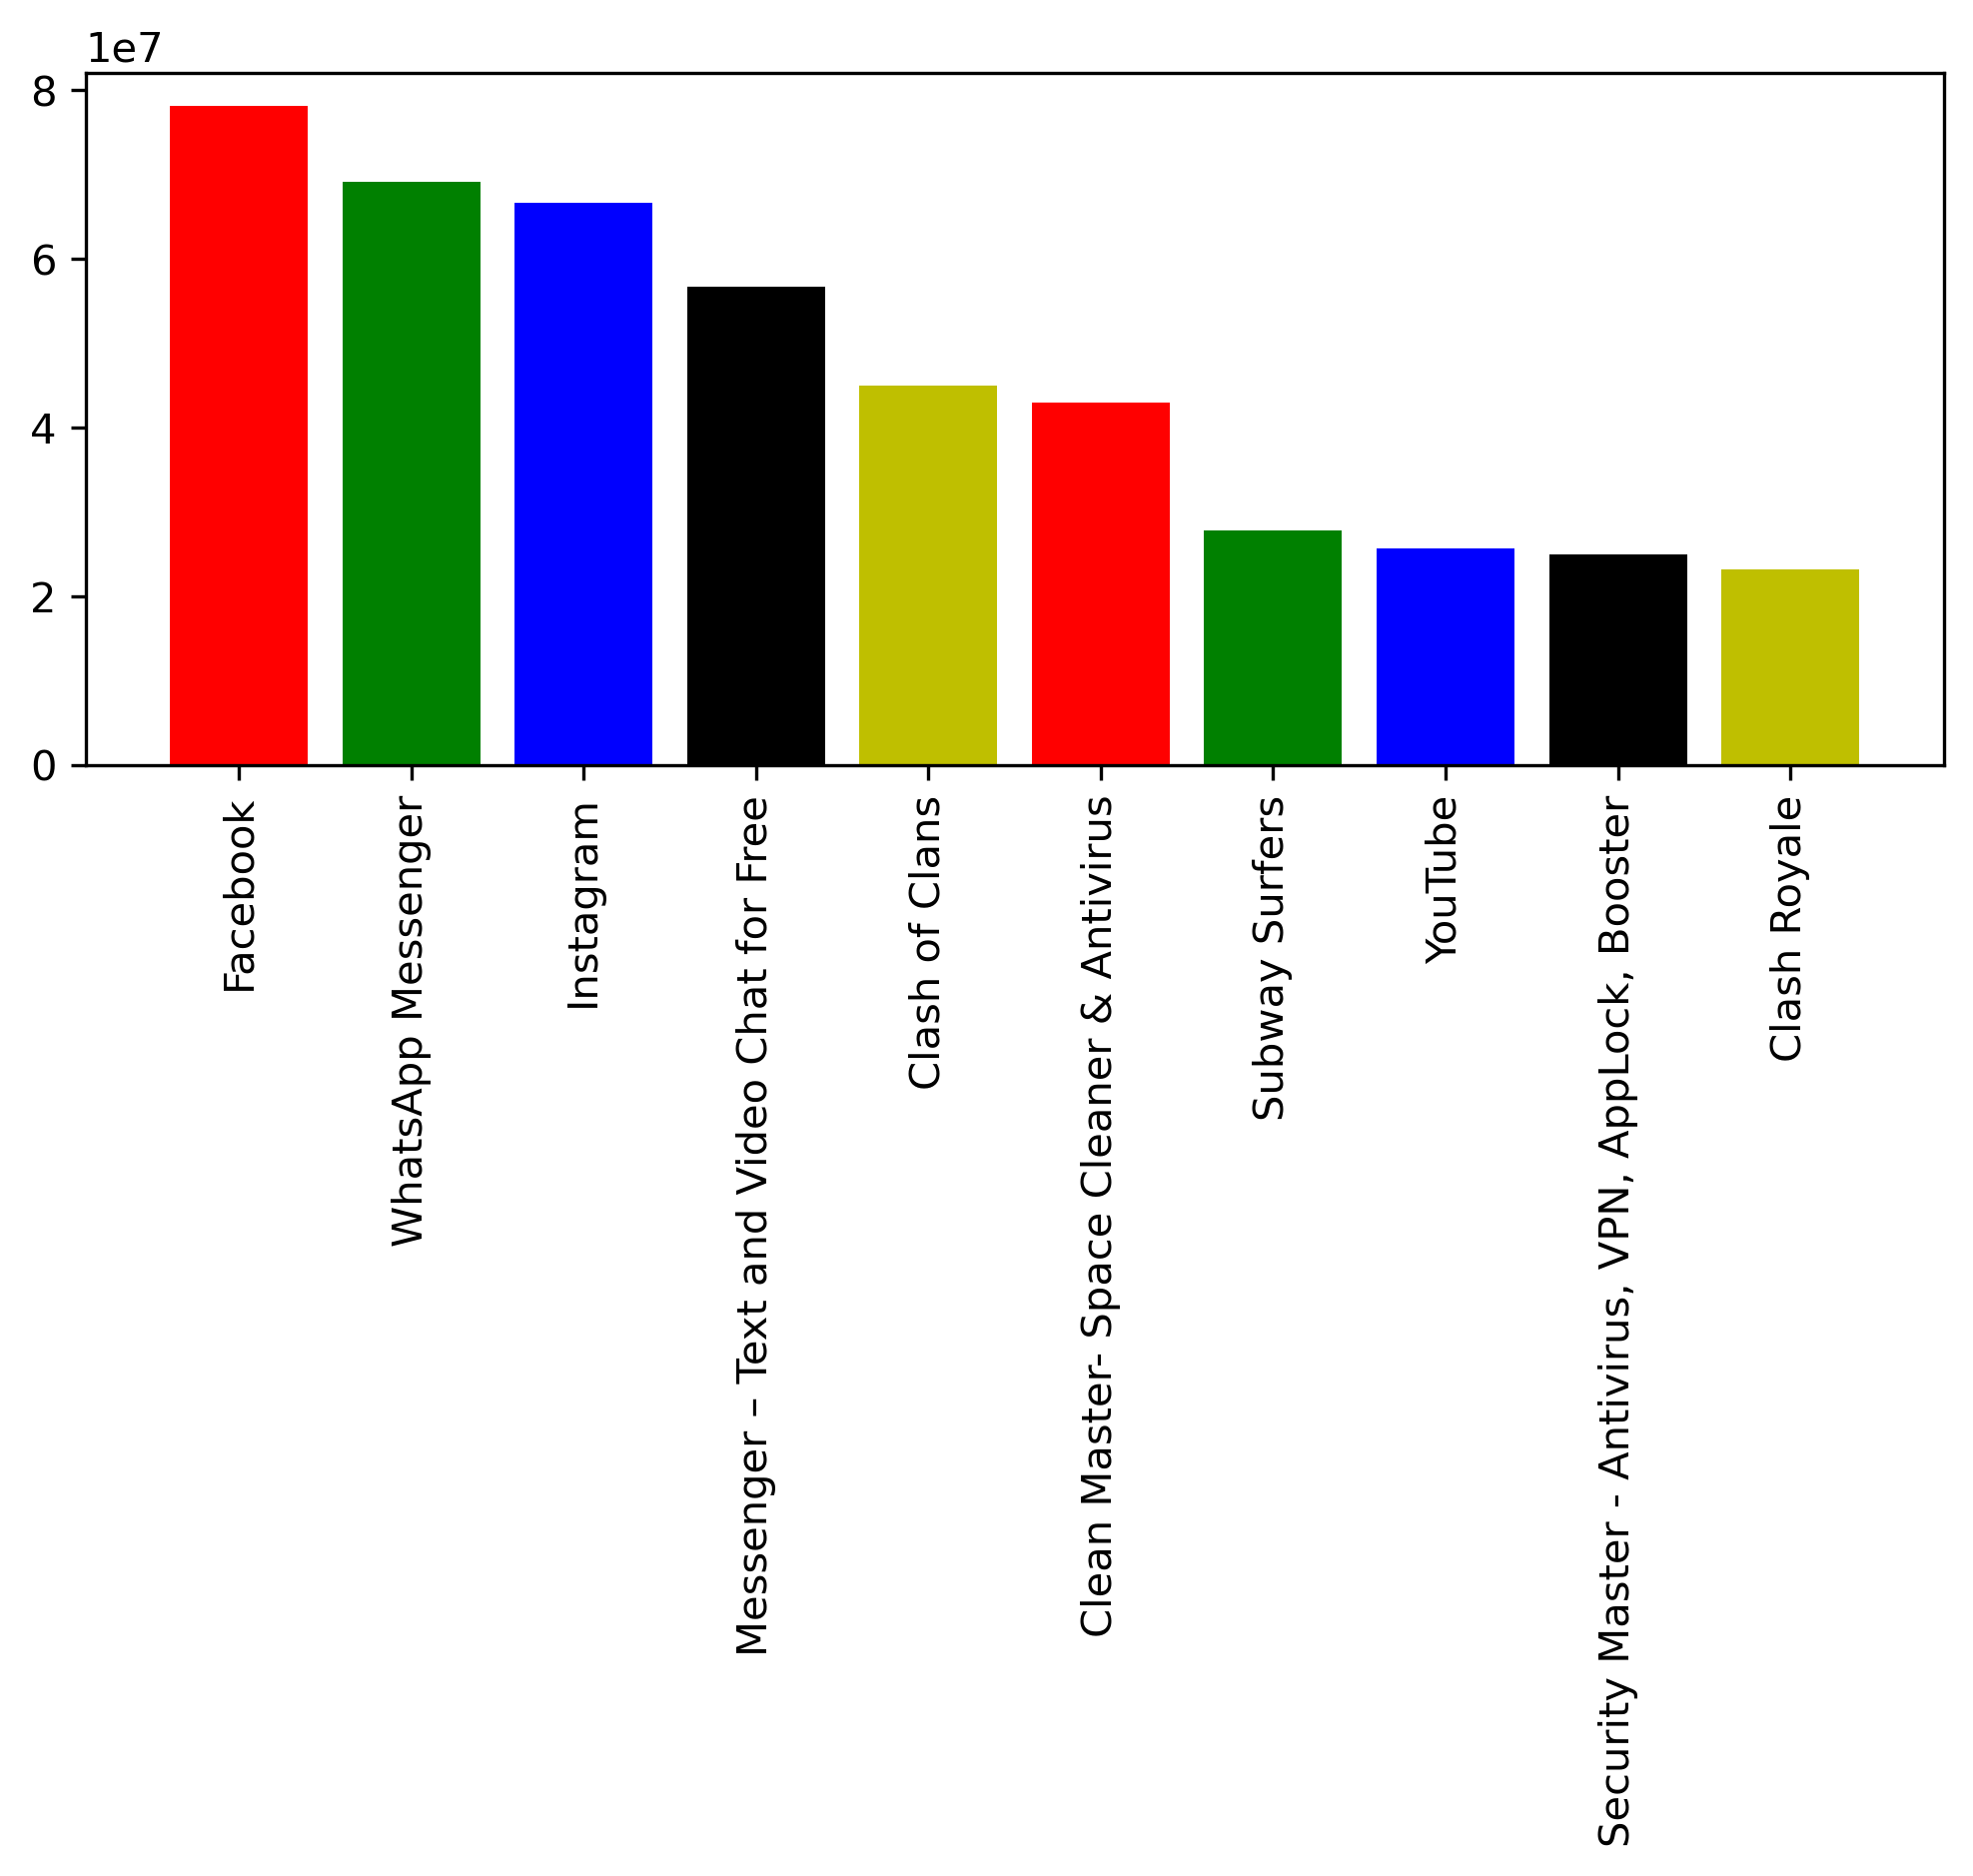 1e7
8
6
4
2
0
Facebook
WhatsApp Messenger
Instagram
Messenger – Text and Video Chat for Free
Clash of Clans
Clean Master- Space Cleaner & Antivirus
Subway Surfers
YouTube
Security Master - Antivirus, VPN, AppLock, Booster
Clash Royale